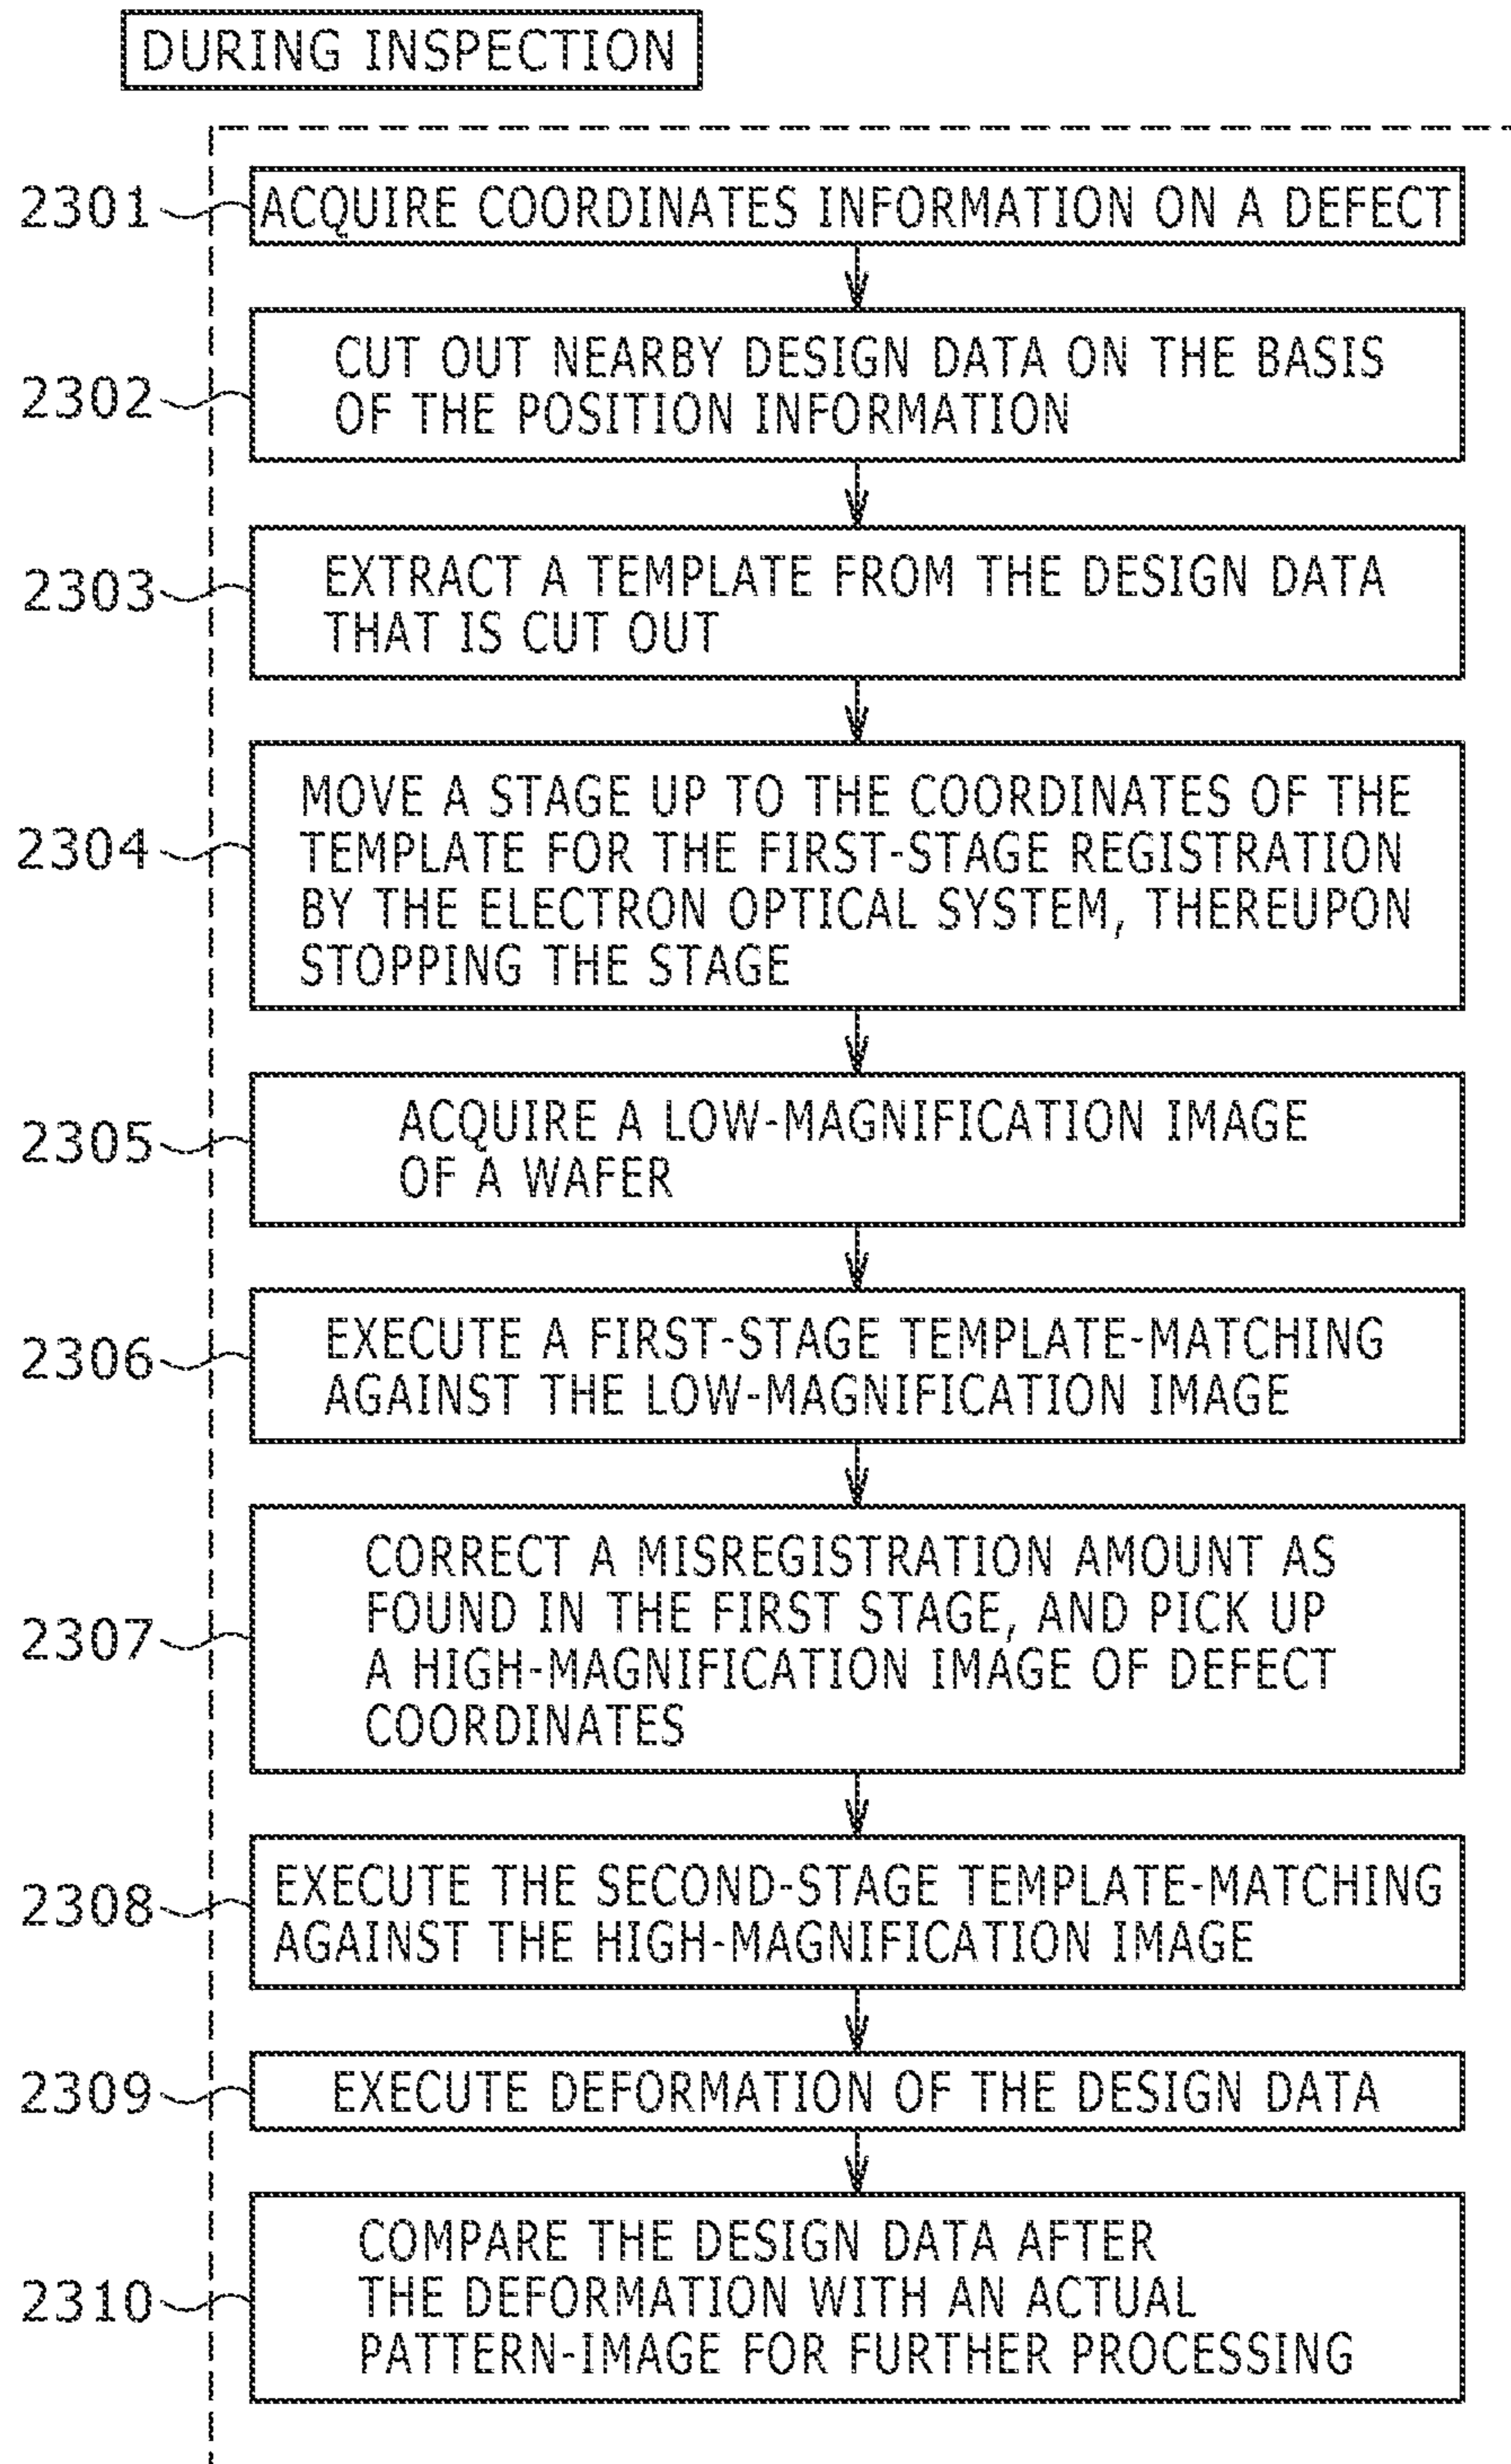 DURING INSPECTION
2301
ACQUIRE COORDINATES INFORMATION ON A DEFECT
2302
CUT OUT NEARBY DESIGN DATA ON THE BASIS
OF THE POSITION INFORMATION
2303
EXTRACT A TEMPLATE FROM THE DESIGN DATA
THAT IS CUT OUT
2304
MOVE A STAGE UP TO THE COORDINATES OF THE
TEMPLATE FOR THE FIRST-STAGE REGISTRATION
BY THE ELECTRON OPTICAL SYSTEM, THEREUPON
STOPPING THE STAGE
2305
ACQUIRE A LOW-MAGNIFICATION IMAGE
OF A WAFER
2306
EXECUTE A FIRST-STAGE TEMPLATE-MATCHING
AGAINST THE LOW-MAGNIFICATION IMAGE
2307
CORRECT A MISREGISTRATION AMOUNT AS
FOUND IN THE FIRST STAGE, AND PICK UP
A HIGH-MAGNIFICATION IMAGE OF DEFECT
COORDINATES
2308
EXECUTE THE SECOND-STAGE TEMPLATE-MATCHING
AGAINST THE HIGH-MAGNIFICATION IMAGE
2309
EXECUTE DEFORMATION OF THE DESIGN DATA
2310
COMPARE THE DESIGN DATA AFTER
THE DEFORMATION WITH AN ACTUAL
PATTERN-IMAGE FOR FURTHER PROCESSING